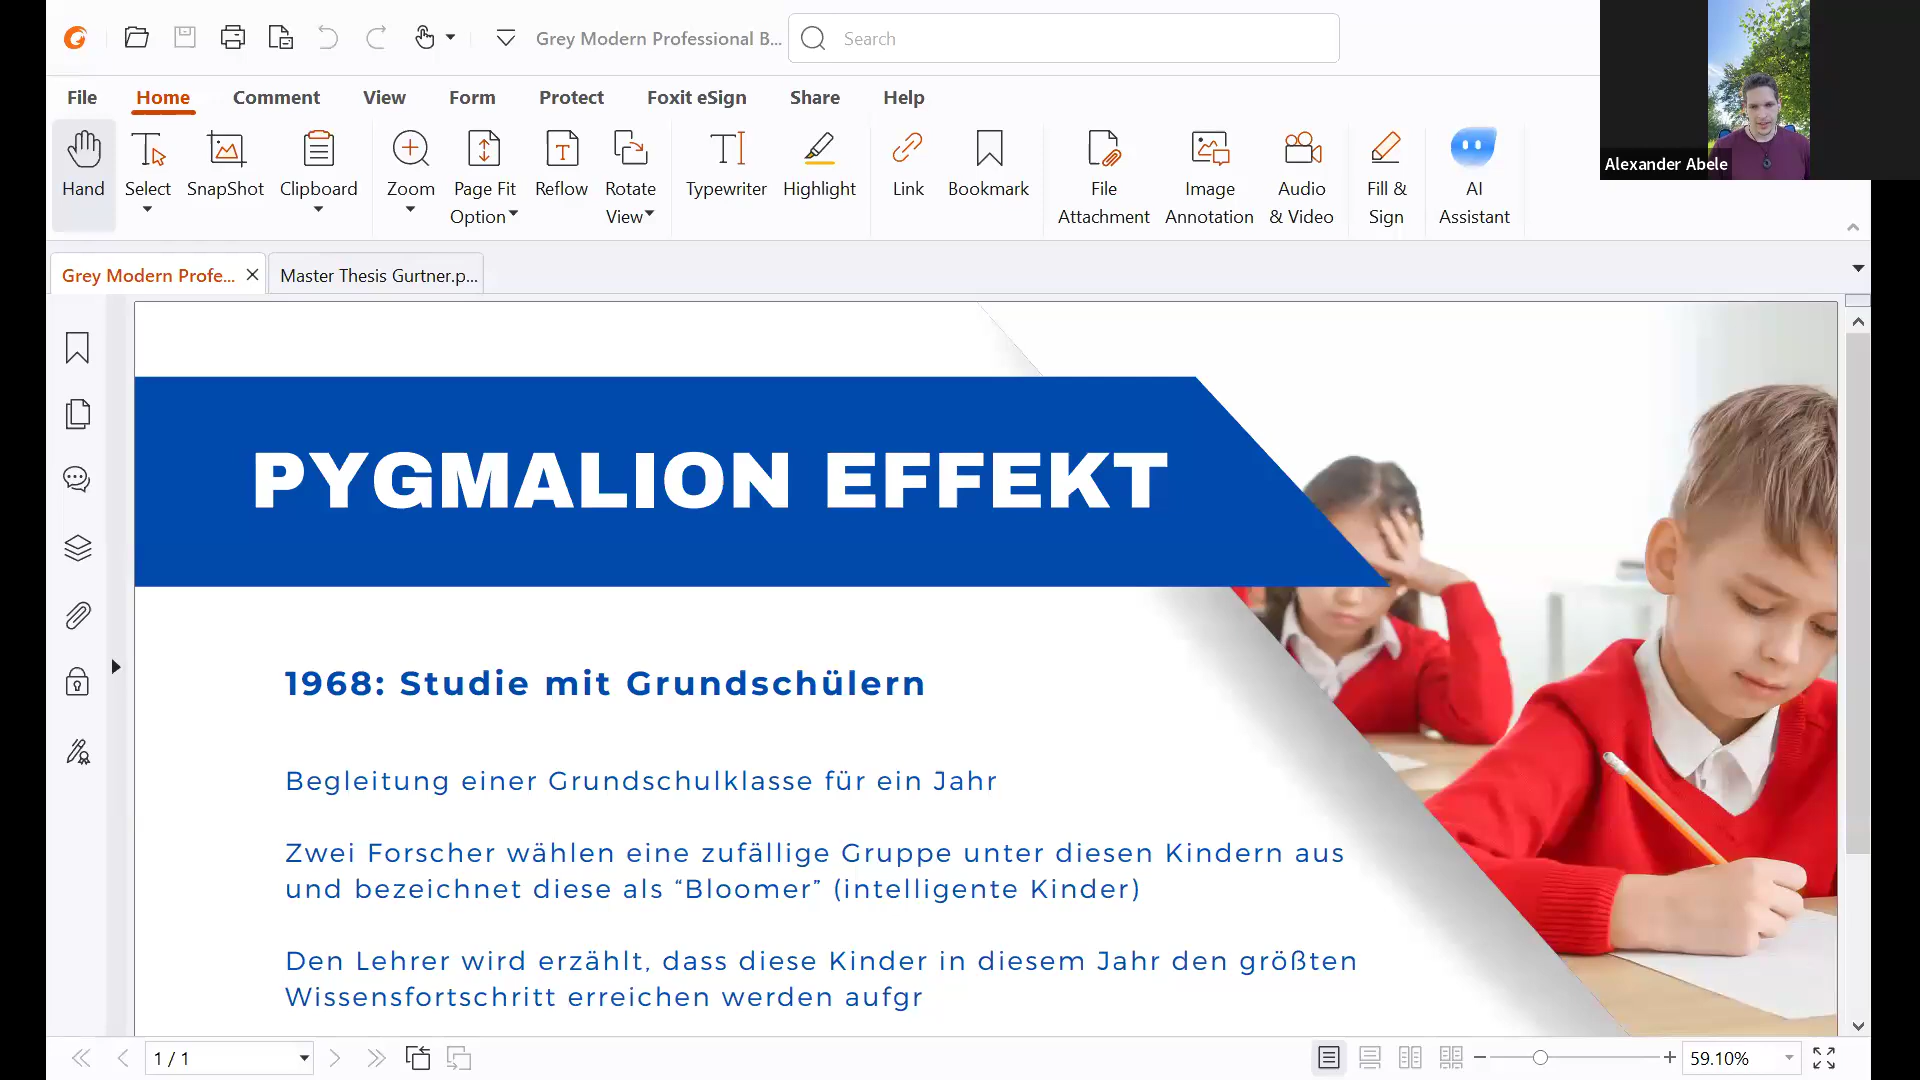 Grey Modern Professional B...
Search
Alexander Abele
File
Home
Comment
View
Form
Protect
Foxit eSign
Share
Help
Hand
Select
SnapShot
Clipboard
Zoom
Page Fit
Option
Reflow
Rotate
View
Typewriter
Highlight
Link
Bookmark
File
Attachment
Image
Annotation
Audio
& Video
Fill &
Sign
AI
Assistant
Grey Modern Profe...
Master Thesis Gurtner.p...
PYGMALION EFFEKT
1968: Studie mit Grundschülern
Begleitung einer Grundschulklasse für ein Jahr
Zwei Forscher wählen eine zufällige Gruppe unter diesen Kindern aus
und bezeichnet diese als “Bloomer” (intelligente Kinder)
Den Lehrer wird erzählt, dass diese Kinder in diesem Jahr den größten
Wissensfortschritt erreichen werden aufgr
1 / 1
59.10%